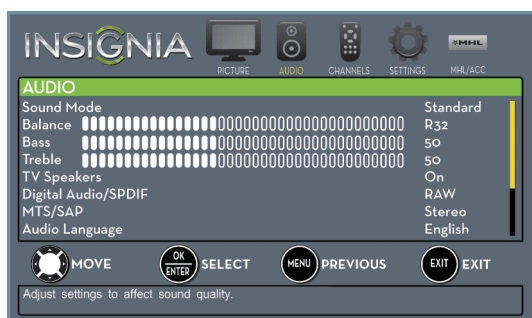 INSIGNIA
PICTURE AUDIO CHANNELS SETTINGS MHL MHL/ACC
AUDIO
Sound Mode Standard
Balance R32
Bass 50
Treble 50
TV Speakers On
Digital Audio/SPDIF RAW
MTS/SAP Stereo
Audio Language English
MOVE OK ENTER SELECT MENU PREVIOUS EXIT EXIT
Adjust settings to affect sound quality.